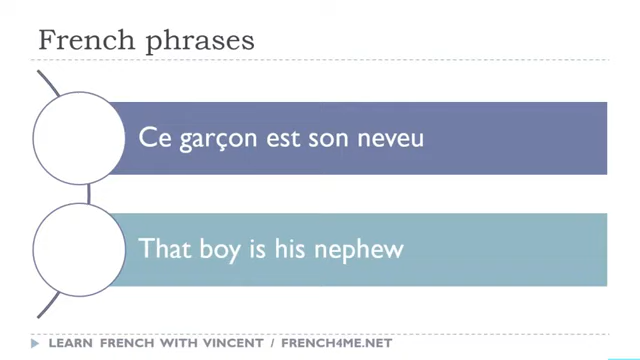 French phrases
Ce garçon est son neveu
That boy is his nephew
LEARN FRENCH WITH VINCENT / FRENCH4ME.NET